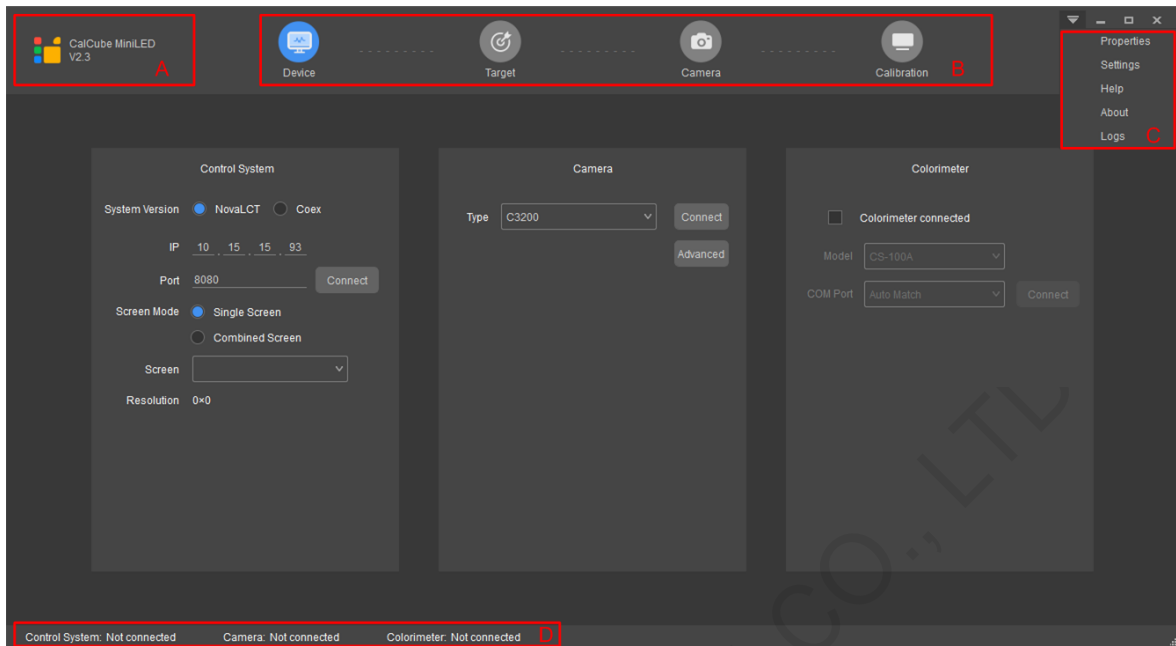 CalCube MiniLED
V2.3
A
Device
Target
Camera
Calibration
B
Properties
Settings
Help
About
Logs
C
Control System
System Version NovaLCT Coex
IP 10 . 15 . 15 . 93
Port 8080 Connect
Screen Mode Single Screen
Combined Screen
Screen
Resolution 0×0
Camera
Type C3200 Connect
Advanced
Colorimeter
Colorimeter connected
Model CS-100A
COM Port Auto Match Connect
CO., LTD
Control System: Not connected Camera: Not connected Colorimeter: Not connected D